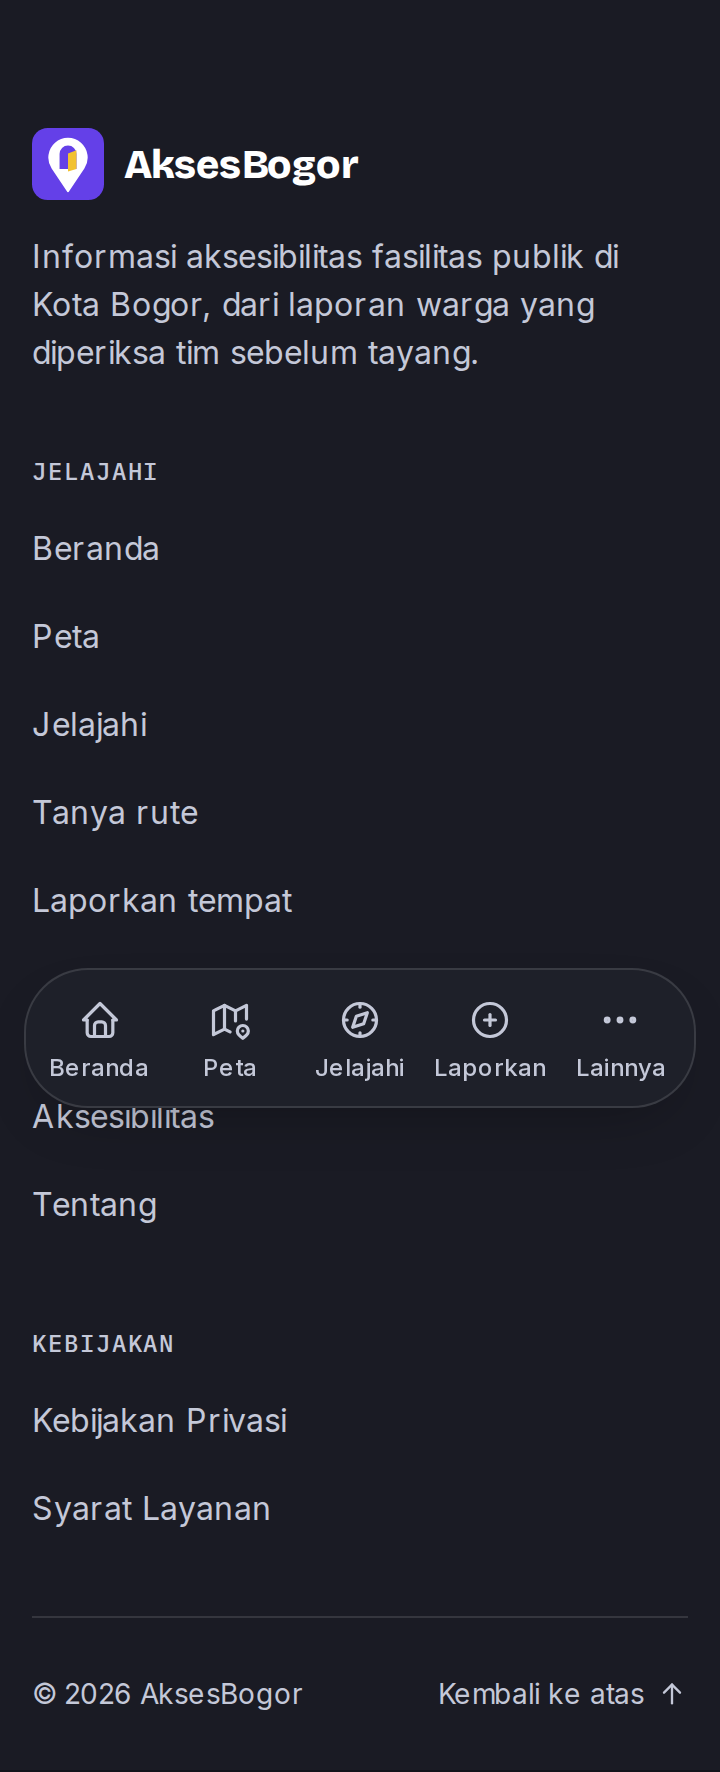 AksesBogor
Informasi aksesibilitas fasilitas publik di
Kota Bogor, dari laporan warga yang
diperiksa tim sebelum tayang.
JELAJAHI
Beranda
Peta
Jelajahi
Tanya rute
Laporkan tempat
Beranda
Peta
Jelajahi
Laporkan
Lainnya
Aksesibilitas
Tentang
KEBIJAKAN
Kebijakan Privasi
Syarat Layanan
© 2026 AksesBogor
Kembali ke atas ↑